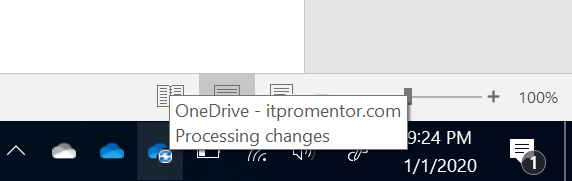 100%
OneDrive - itpromentor.com
Processing changes
9:24 PM
1/1/2020
1